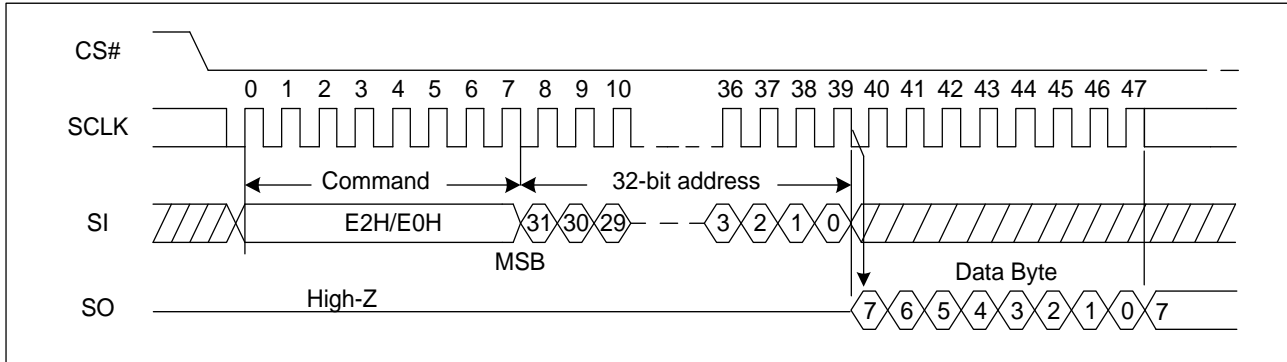 CS#
0 1 2 3 4 5 6 7 8 9 10 36 37 38 39 40 41 42 43 44 45 46 47
SCLK
Command 32-bit address
SI E2H/E0H 31 30 29 3 2 1 0
MSB Data Byte
SO High-Z 7 6 5 4 3 2 1 0 7